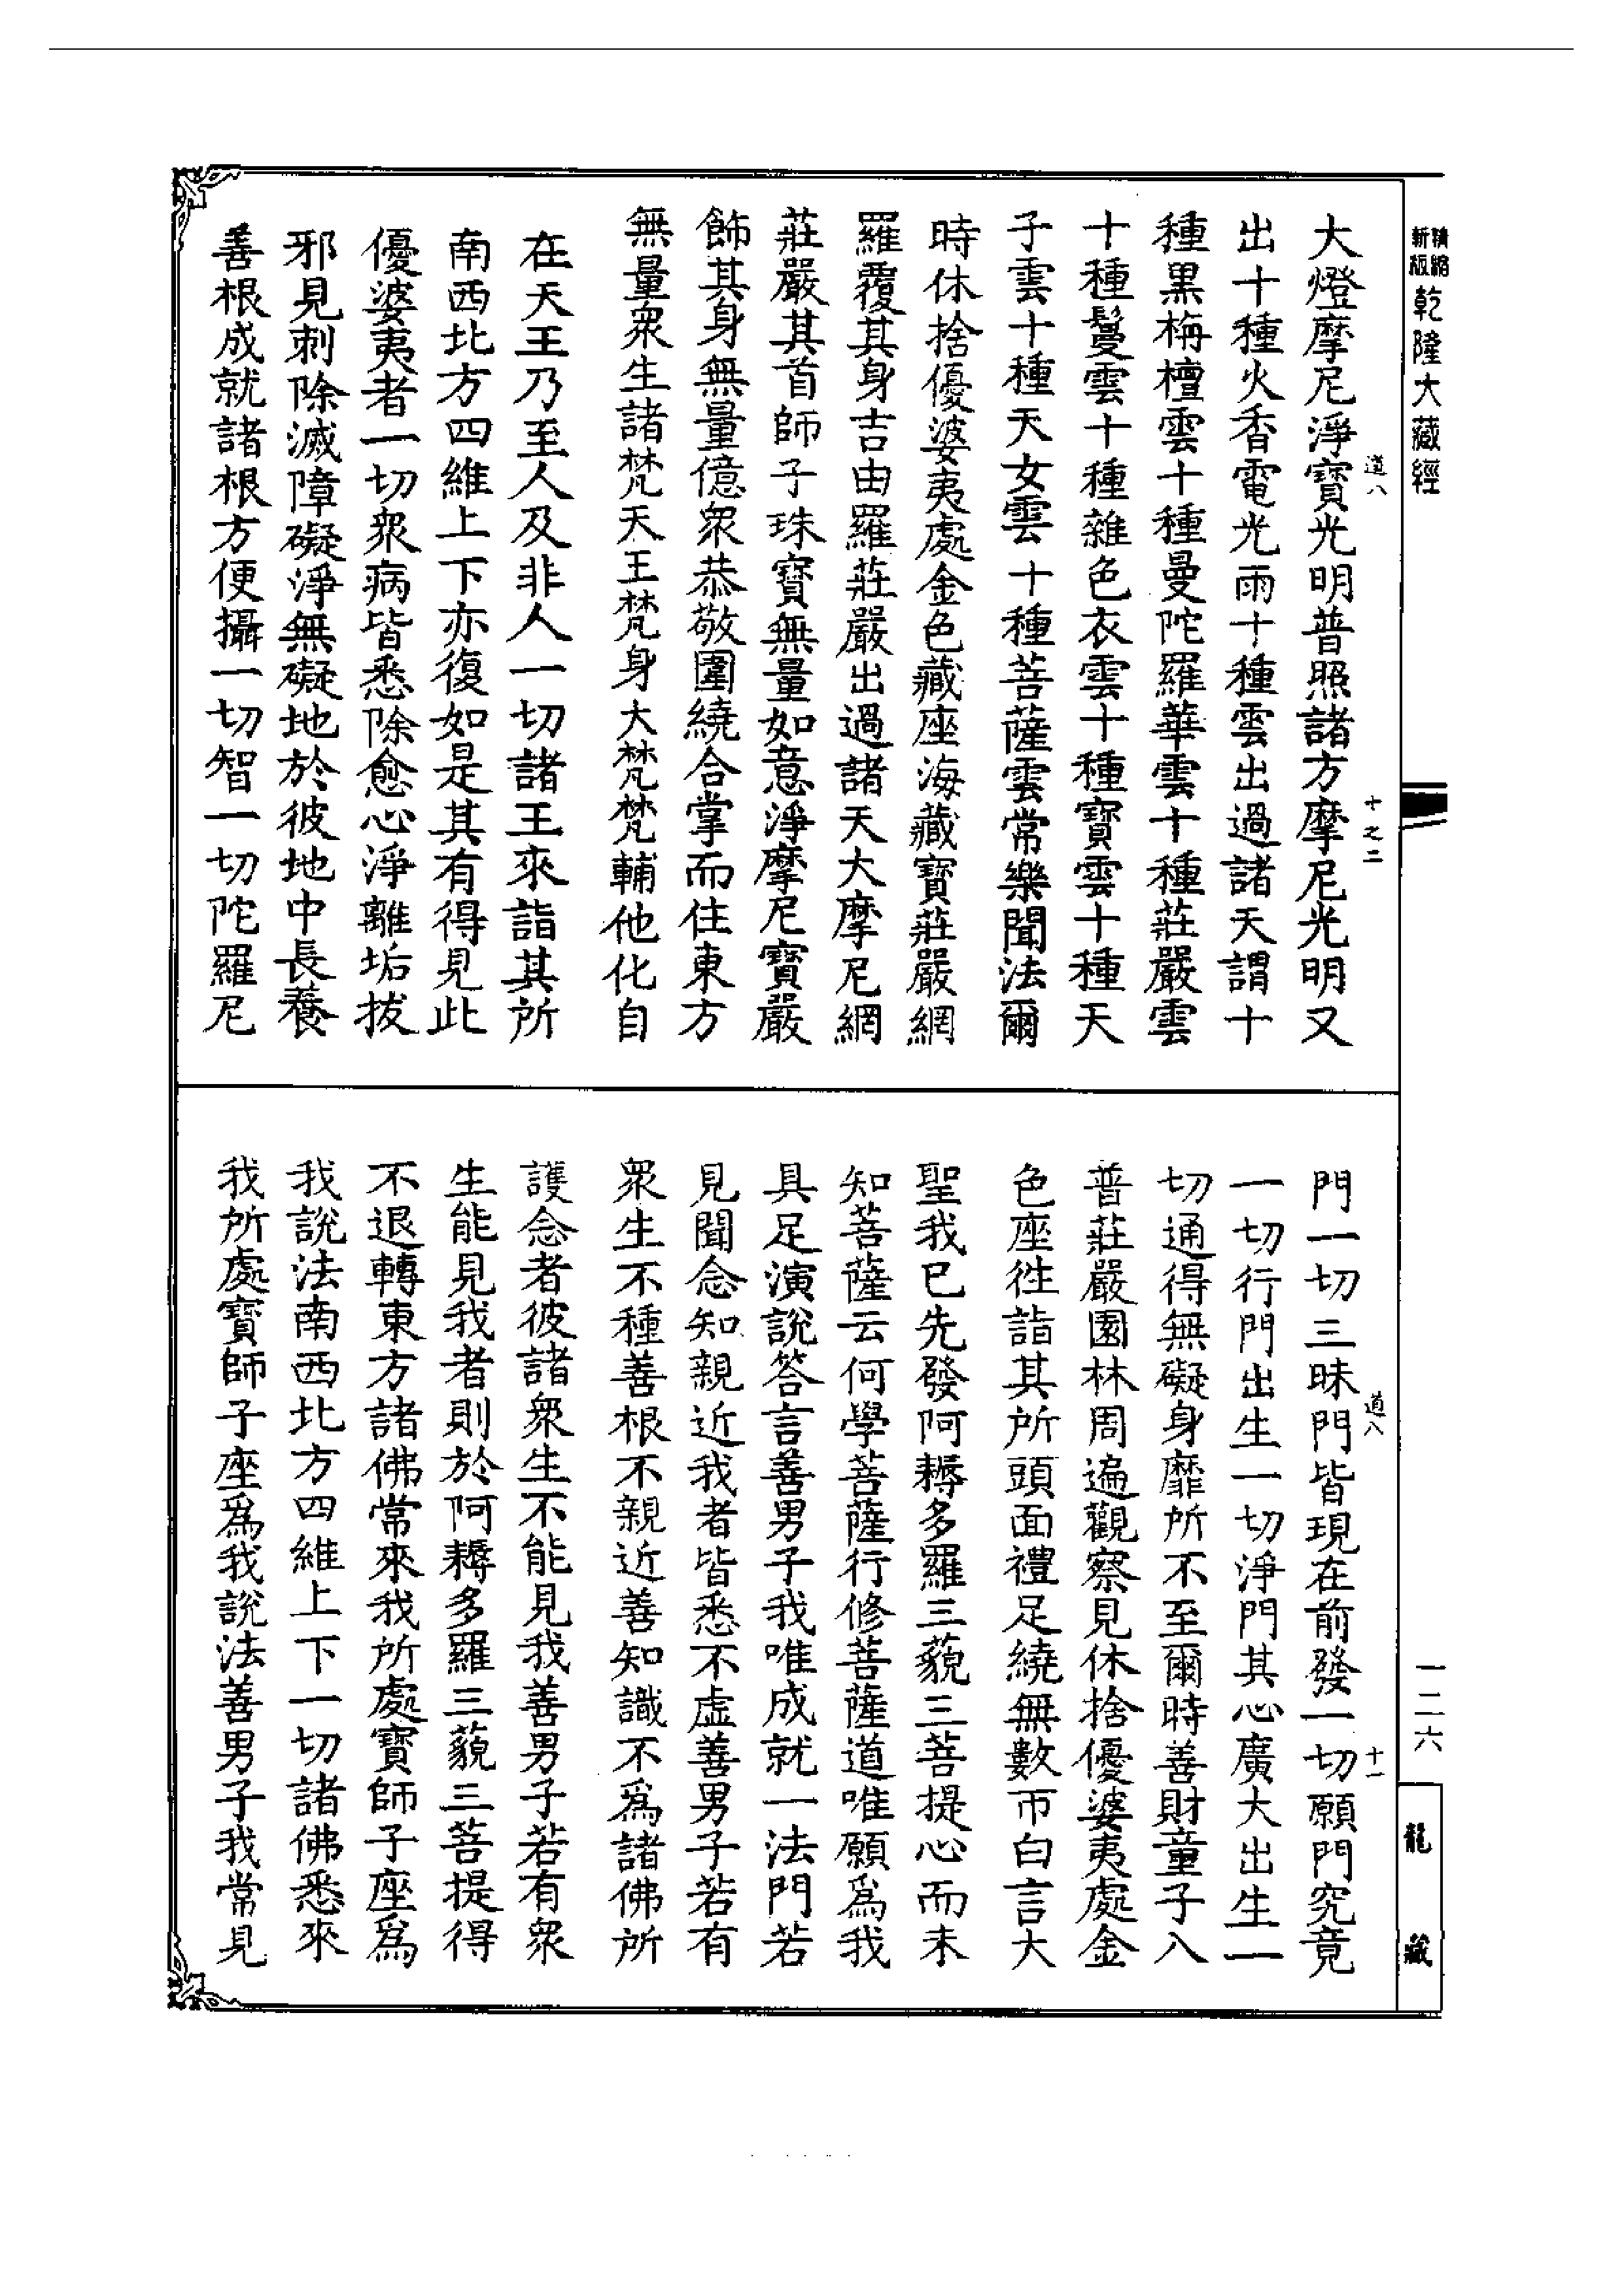 精縮新版乾隆大藏經
一二六
龍藏
道八
十之二
大燈摩尼淨寶光明普照諸方摩尼光明又
出十種火香電光雨十種雲出過諸天謂十
種黑栴檀雲十種曼陀羅華雲十種莊嚴雲
十種鬘雲十種雜色衣雲十種寶雲十種天
子雲十種天女雲十種菩薩雲常樂聞法爾
時休捨優婆夷處金色藏座海藏寶莊嚴網
羅覆其身吉由羅莊嚴出過諸天大摩尼網
莊嚴其首師子珠寶無量如意淨摩尼寶嚴
飾其身無量億眾恭敬圍繞合掌而住東方
無量眾生諸梵天王梵身大梵梵輔他化自
在天王乃至人及非人一切諸王來詣其所
南西北方四維上下亦復如是其有得見此
優婆夷者一切眾病皆悉除愈心淨離垢拔
邪見刺除滅障礙淨無礙地於彼地中長養
善根成就諸根方便攝一切智一切陀羅尼
道八
十一
門一切三昧門皆現在前發一切願門究竟
一切行門出生一切淨門其心廣大出生一
切通得無礙身靡所不至爾時善財童子入
普莊嚴園林周遍觀察見休捨優婆夷處金
色座徃詣其所頭面禮足繞無數帀白言大
聖我已先發阿耨多羅三藐三菩提心而未
知菩薩云何學菩薩行修菩薩道唯願為我
具足演說答言善男子我唯成就一法門若
見聞念知親近我者皆悉不虛善男子若有
眾生不種善根不親近善知識不為諸佛所
護念者彼諸眾生不能見我善男子若有眾
生能見我者則於阿耨多羅三藐三菩提得
不退轉東方諸佛常來我所處寶師子座為
我說法南西北方四維上下一切諸佛悉來
我所處寶師子座為我說法善男子我常見